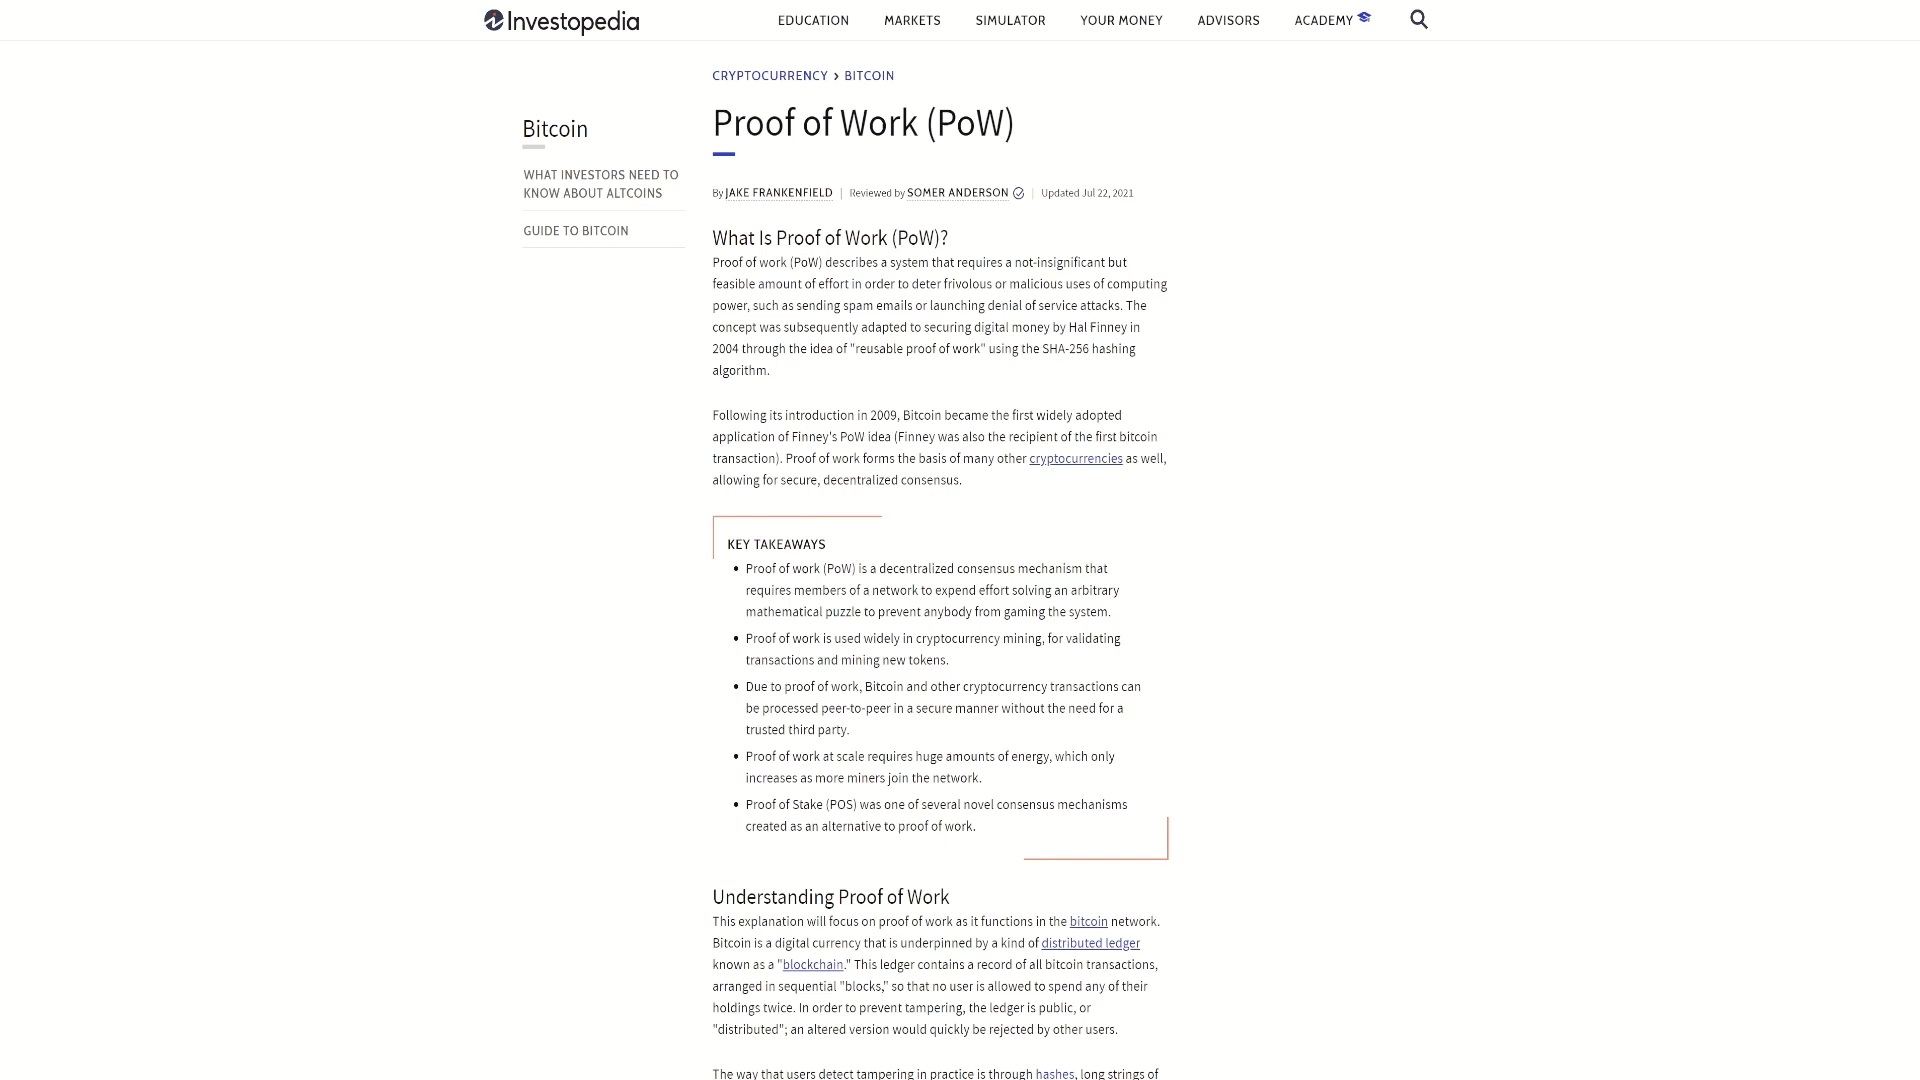 Investopedia
EDUCATION MARKETS SIMULATOR YOUR MONEY ADVISORS ACADEMY
CRYPTOCURRENCY › BITCOIN
Bitcoin
WHAT INVESTORS NEED TO
KNOW ABOUT ALTCOINS
GUIDE TO BITCOIN
Proof of Work (PoW)
By JAKE FRANKENFIELD | Reviewed by SOMER ANDERSON | Updated Jul 22, 2021
What Is Proof of Work (PoW)?
Proof of work (PoW) describes a system that requires a not-insignificant but
feasible amount of effort in order to deter frivolous or malicious uses of computing
power, such as sending spam emails or launching denial of service attacks. The
concept was subsequently adapted to securing digital money by Hal Finney in
2004 through the idea of "reusable proof of work" using the SHA-256 hashing
algorithm.
Following its introduction in 2009, Bitcoin became the first widely adopted
application of Finney's PoW idea (Finney was also the recipient of the first bitcoin
transaction). Proof of work forms the basis of many other cryptocurrencies as well,
allowing for secure, decentralized consensus.
KEY TAKEAWAYS
• Proof of work (PoW) is a decentralized consensus mechanism that
requires members of a network to expend effort solving an arbitrary
mathematical puzzle to prevent anybody from gaming the system.
• Proof of work is used widely in cryptocurrency mining, for validating
transactions and mining new tokens.
• Due to proof of work, Bitcoin and other cryptocurrency transactions can
be processed peer-to-peer in a secure manner without the need for a
trusted third party.
• Proof of work at scale requires huge amounts of energy, which only
increases as more miners join the network.
• Proof of Stake (POS) was one of several novel consensus mechanisms
created as an alternative to proof of work.
Understanding Proof of Work
This explanation will focus on proof of work as it functions in the bitcoin network.
Bitcoin is a digital currency that is underpinned by a kind of distributed ledger
known as a "blockchain." This ledger contains a record of all bitcoin transactions,
arranged in sequential "blocks," so that no user is allowed to spend any of their
holdings twice. In order to prevent tampering, the ledger is public, or
"distributed"; an altered version would quickly be rejected by other users.
The way that users detect tampering in practice is through hashes, long strings of